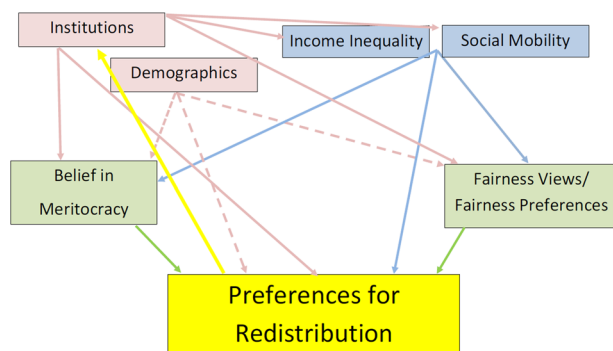 Institutions
Income Inequality
Social Mobility
Demographics
Belief in
Meritocracy
Fairness Views/
Fairness Preferences
Preferences for
Redistribution